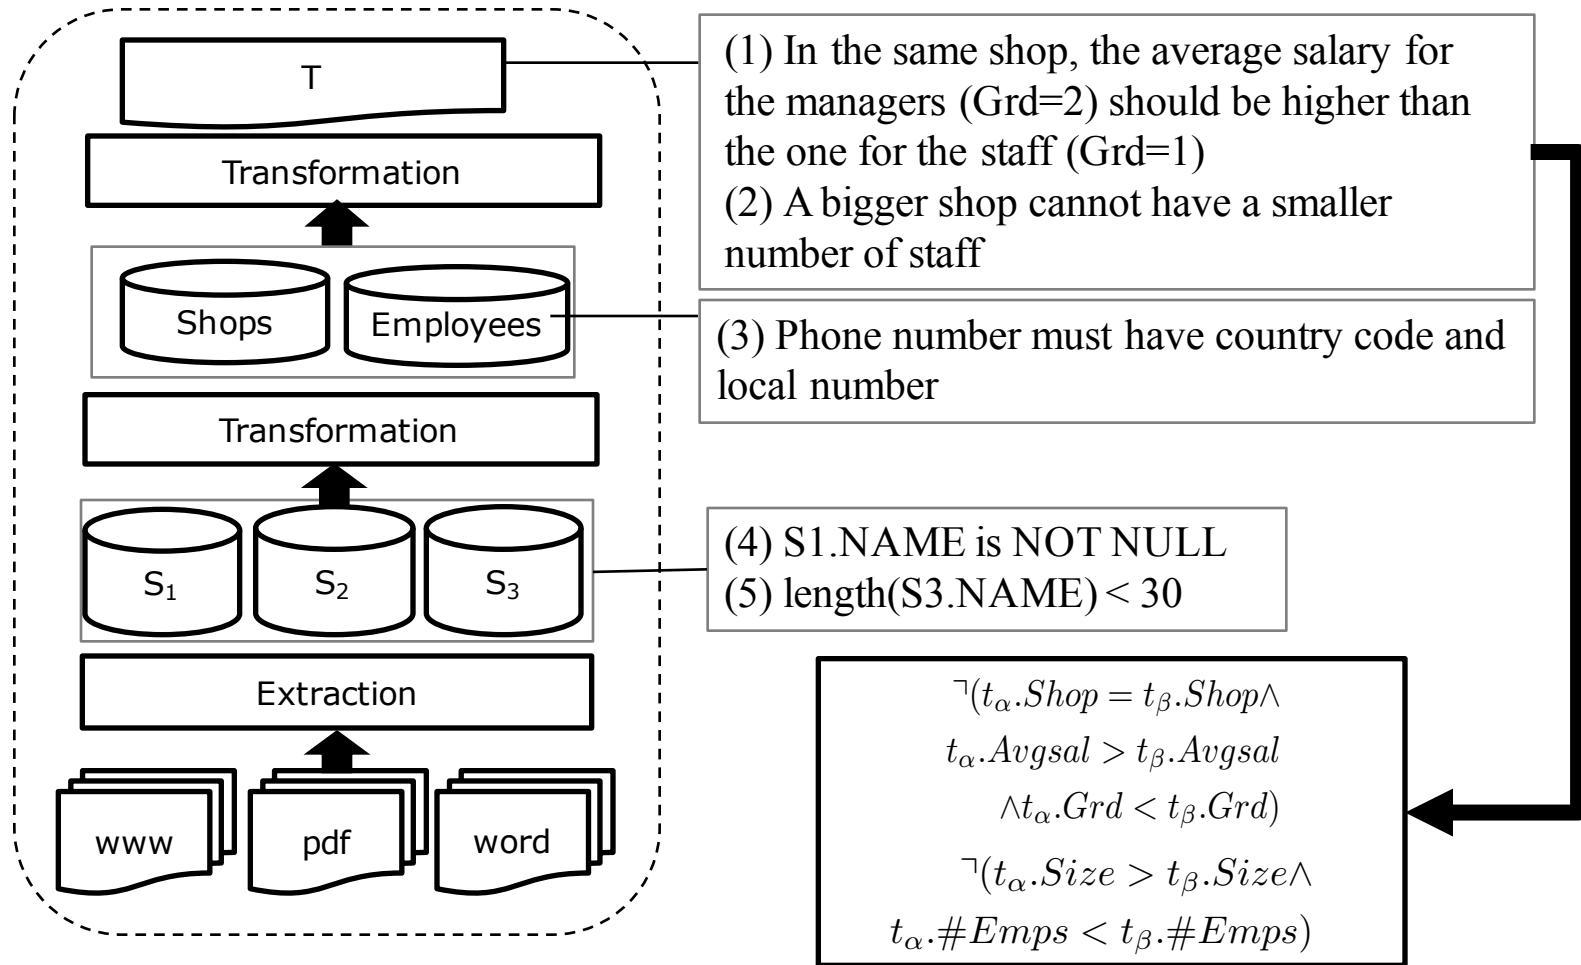 T
Transformation
Shops
Employees
Transformation
S₁
S₂
S₃
Extraction
www
pdf
word
(1) In the same shop, the average salary for
the managers (Grd=2) should be higher than
the one for the staff (Grd=1)
(2) A bigger shop cannot have a smaller
number of staff
(3) Phone number must have country code and
local number
(4) S1.NAME is NOT NULL
(5) length(S3.NAME) < 30
¬(tα.Shop = tβ.Shop∧
tα.Avgsal > tβ.Avgsal
∧tα.Grd < tβ.Grd)
¬(tα.Size > tβ.Size∧
tα.#Emps < tβ.#Emps)